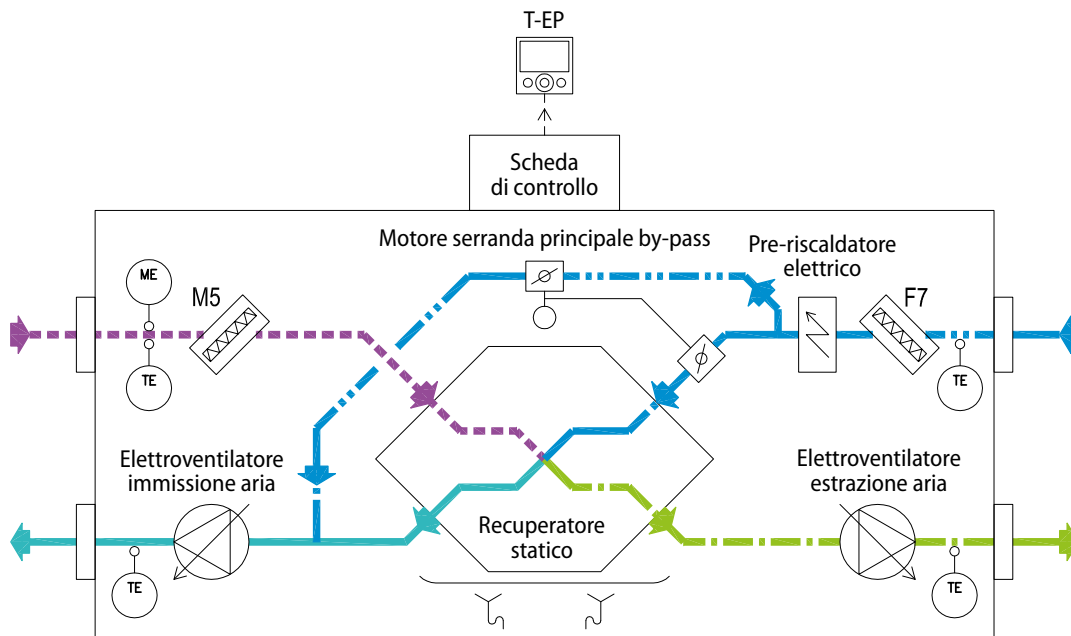 T-EP
Scheda
di controllo
Motore serranda principale by-pass
Pre-riscaldatore
elettrico
ME
M5
F7
TE
TE
Elettroventilatore
immissione aria
Elettroventilatore
estrazione aria
Recuperatore
statico
TE
TE